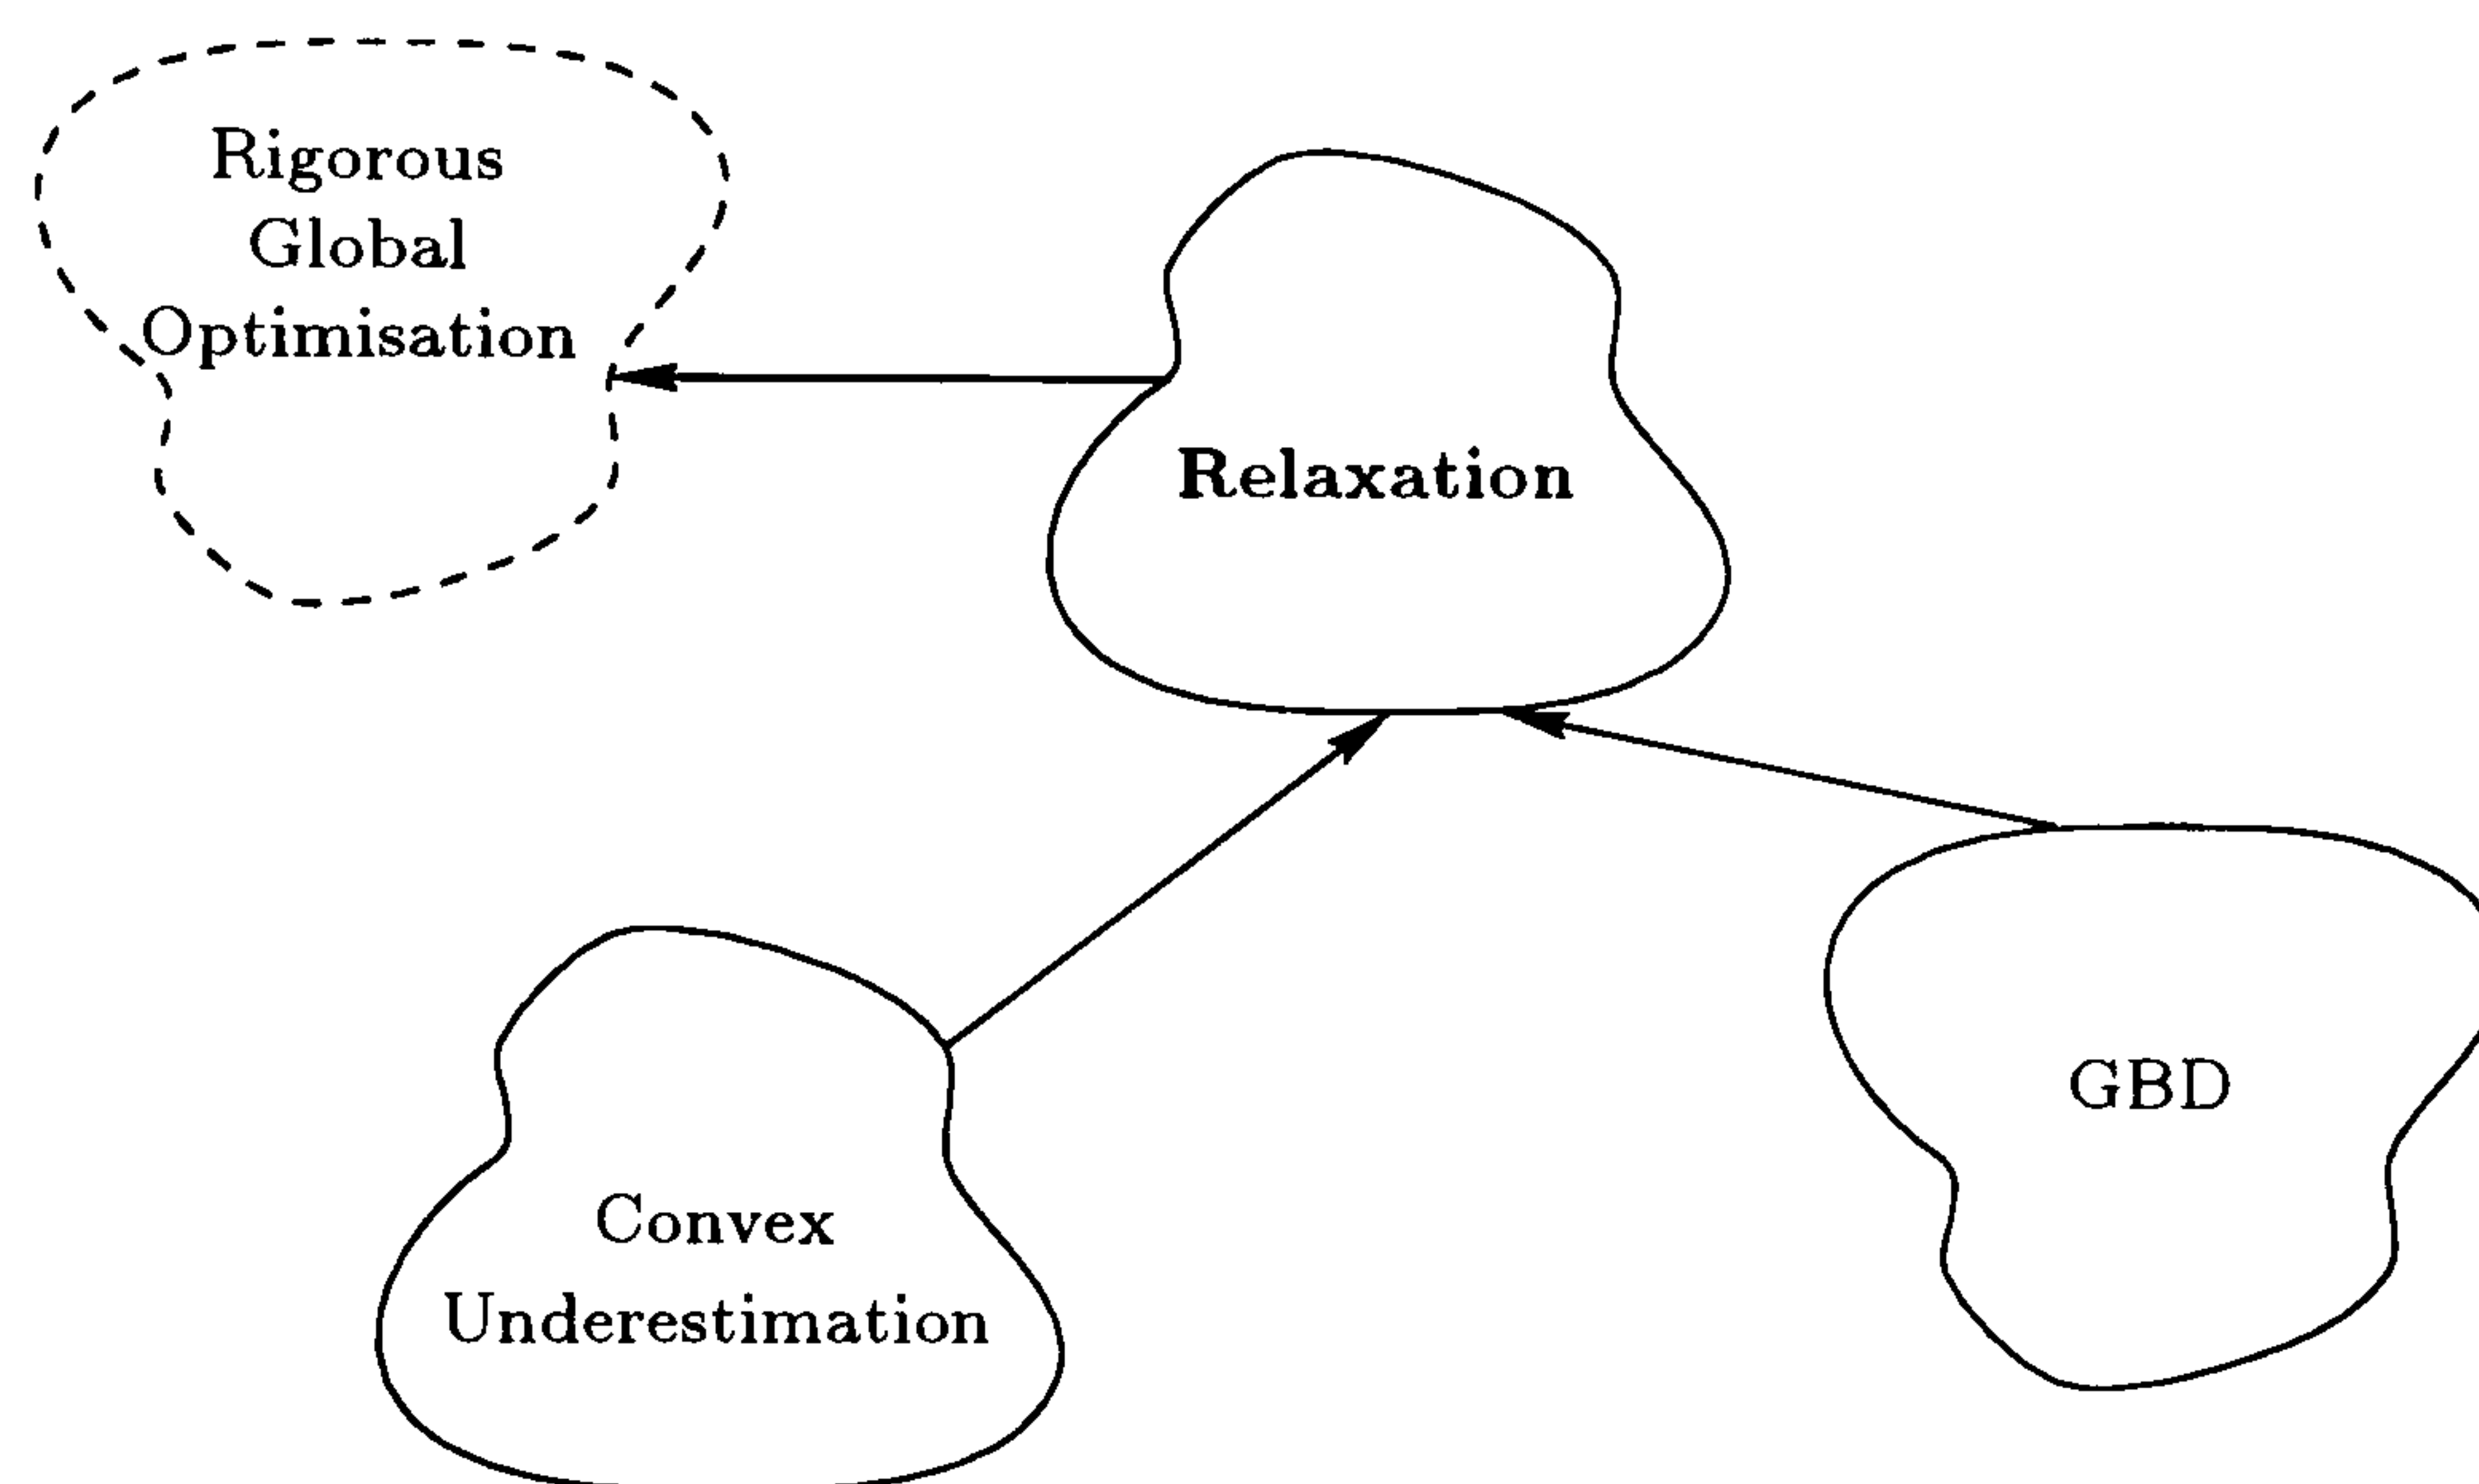 Rigorous
Global
Optimisation
Relaxation
GBD
Convex
Underestimation